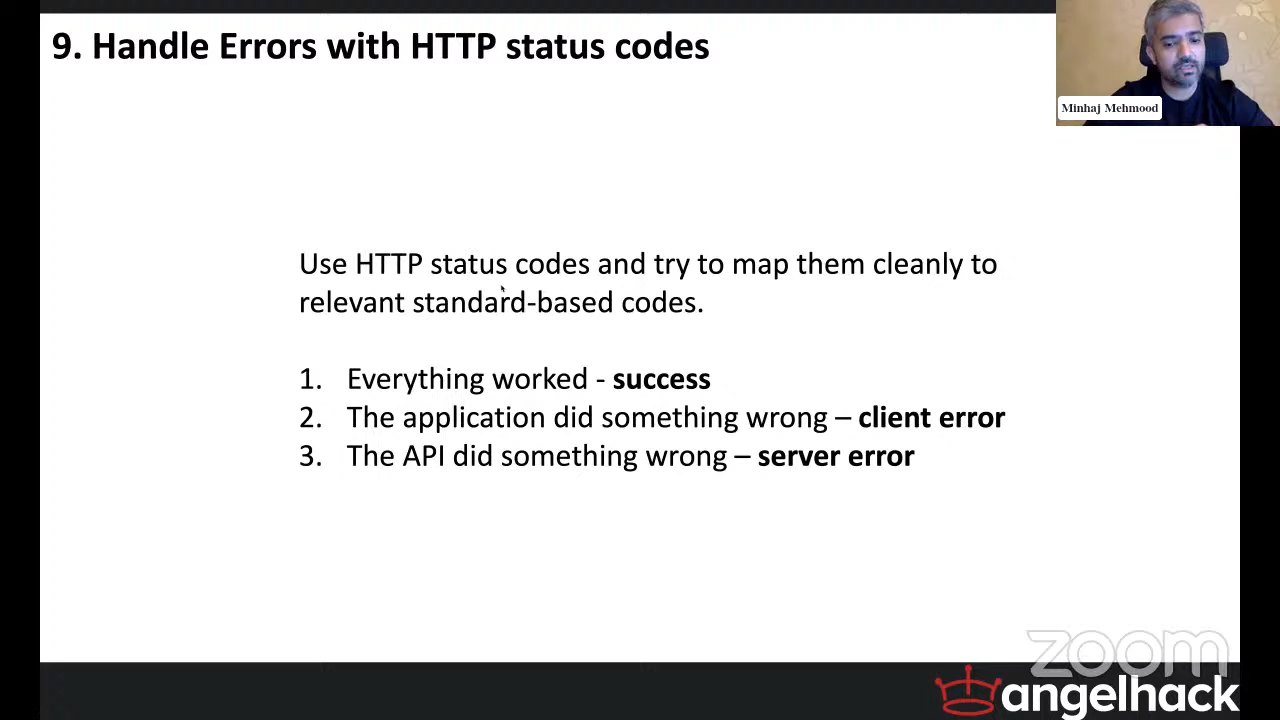 9. Handle Errors with HTTP status codes
Minhaj Mehmood
Use HTTP status codes and try to map them cleanly to
relevant standard-based codes.
1. Everything worked - success
2. The application did something wrong – client error
3. The API did something wrong – server error
zoom
angelhack